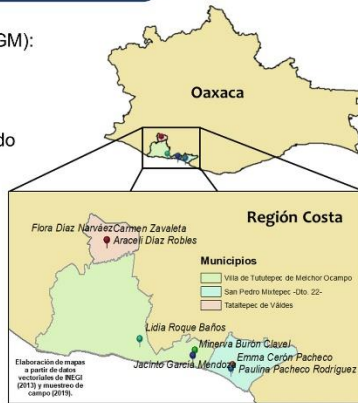 GM):
do
Oaxaca
Región Costa
Flora Díaz Narváez Carmen Zavaleta
Araceli Díaz Robles
Municipios
Villa de Tututepec de Melchor Ocampo
San Pedro Mixtepec -Dto. 22-
Tataltepec de Váldes
Lidia Roque Baños
Minerva Burón Clavel
Jacinto García Mendoza
Emma Cerón Pacheco
Paulina Pacheco Rodríguez
Elaboración de mapas
a partir de datos
vectoriales de INEGI
(2013) y muestreo de
campo (2019).